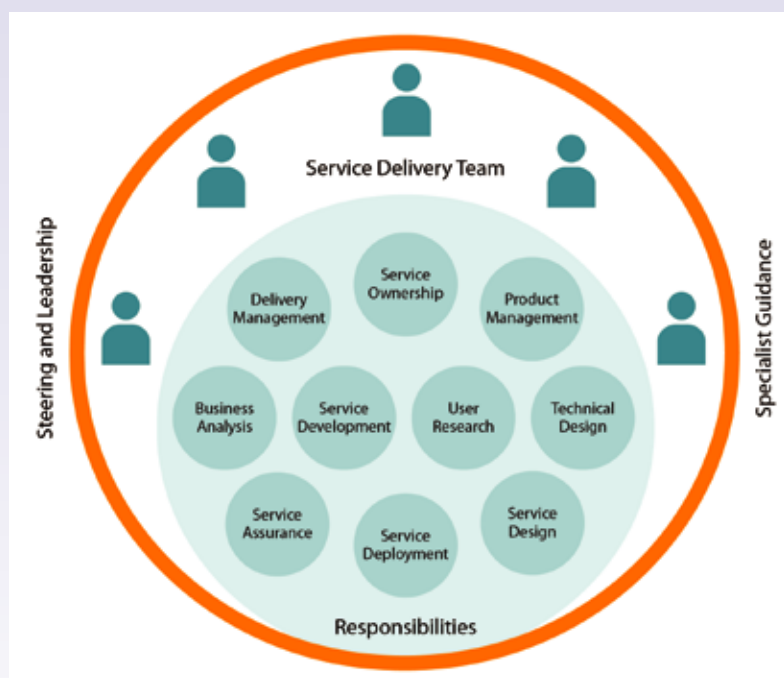 Service Delivery Team
Steering and Leadership
Specialist Guidance
Service
Ownership
Delivery
Management
Product
Management
Business
Analysis
Service
Development
User
Research
Technical
Design
Service
Assurance
Service
Deployment
Service
Design
Responsibilities